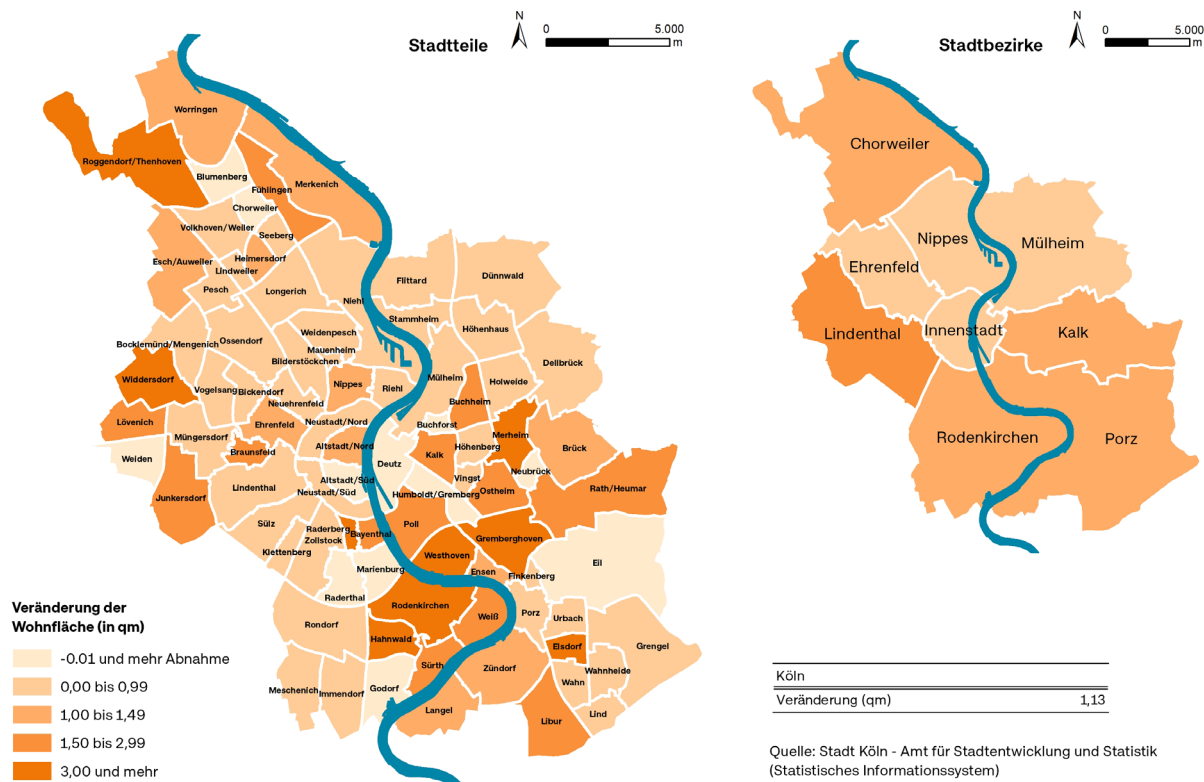 Stadtteile
N
0
5.000
m
Stadtbezirke
N
0
5.000
m
Worringen
Roggendorf/Thenhoven
Blumenberg
Fühlingen
Merkenich
Chorweiler
Volkhoven/Weiler
Seeberg
Esch/Auweiler
Heimersdorf
Lindweiler
Pesch
Longerich
Niehl
Flittard
Dünnwald
Stammheim
Höhenhaus
Weidenpesch
Mauenheim
Bilderstöckchen
Ossendorf
Bocklemünd/Mengenich
Dellbrück
Widdersdorf
Vogelsang
Bickendorf
Nippes
Riehl
Mülheim
Holweide
Neuehrenfeld
Buchheim
Lövenich
Ehrenfeld
Neustadt/Nord
Buchforst
Merheim
Müngersdorf
Altstadt/Nord
Höhenberg
Brück
Weiden
Braunsfeld
Kalk
Deutz
Neubrück
Vingst
Altstadt/Süd
Junkersdorf
Lindenthal
Neustadt/Süd
Humboldt/Gremberg
Ostheim
Rath/Heumar
Sülz
Raderberg
Zollstock
Bayenthal
Poll
Gremberghoven
Klettenberg
Westhoven
Eil
Marienburg
Ensen
Finkenberg
Raderthal
Rodenkirchen
Weiß
Porz
Urbach
Rondorf
Hahnwald
Elsdorf
Grengel
Sürth
Zündorf
Wahnheide
Wahn
Meschenich
Immendorf
Godorf
Langel
Libur
Lind
Chorweiler
Nippes
Mülheim
Ehrenfeld
Lindenthal
Innenstadt
Kalk
Rodenkirchen
Porz
Veränderung der
Wohnfläche (in qm)
-0.01 und mehr Abnahme
0,00 bis 0,99
1,00 bis 1,49
1,50 bis 2,99
3,00 und mehr
Köln
Veränderung (qm) 1,13
Quelle: Stadt Köln - Amt für Stadtentwicklung und Statistik
(Statistisches Informationssystem)